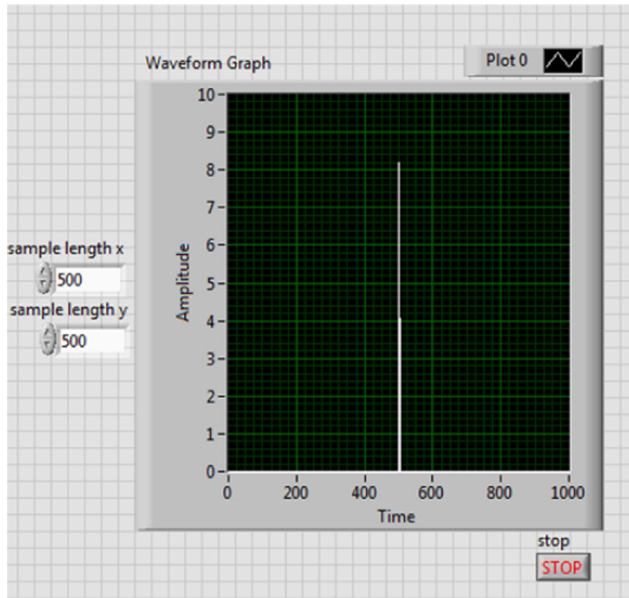 Waveform Graph
Plot 0
10
9
8
7
6
5
4
3
2
1
0
Amplitude
0 200 400 600 800 1000
Time
sample length x
500
sample length y
500
stop
STOP